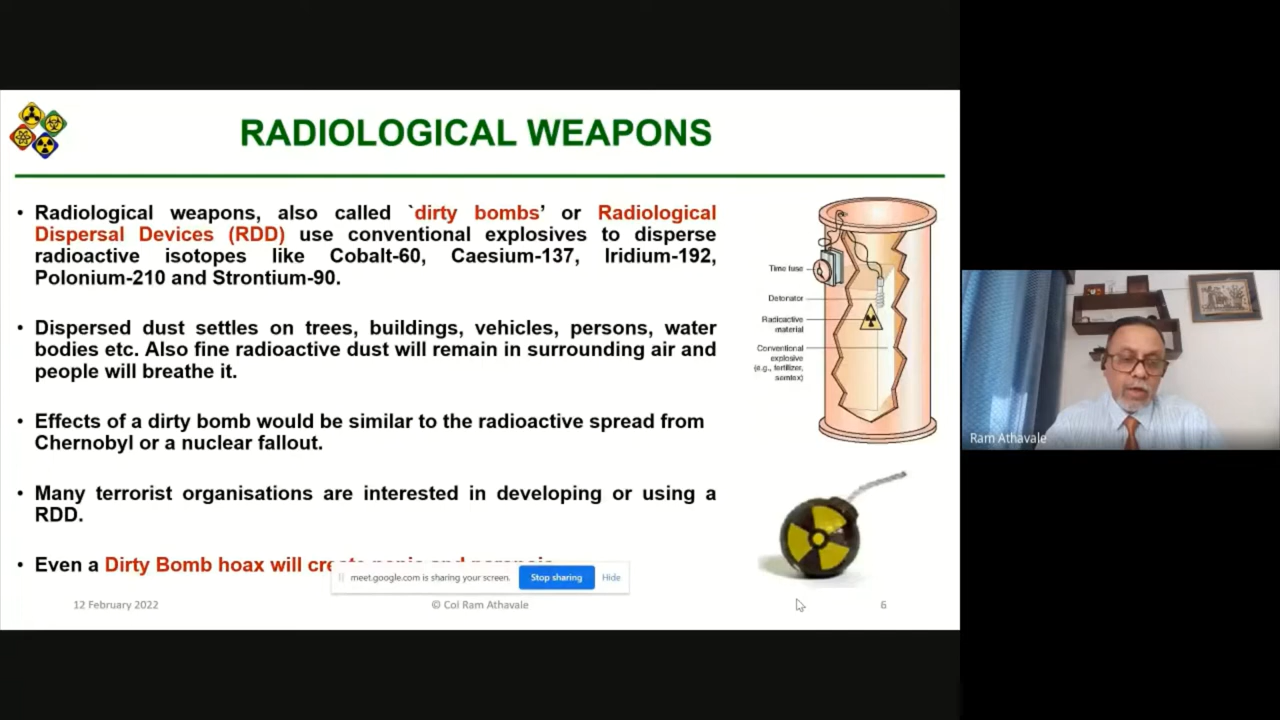 RADIOLOGICAL WEAPONS
• Radiological weapons, also called `dirty bombs’ or Radiological
Dispersal Devices (RDD) use conventional explosives to disperse
radioactive isotopes like Cobalt-60, Caesium-137, Iridium-192,
Polonium-210 and Strontium-90.
• Dispersed dust settles on trees, buildings, vehicles, persons, water
bodies etc. Also fine radioactive dust will remain in surrounding air and
people will breathe it.
• Effects of a dirty bomb would be similar to the radioactive spread from
Chernobyl or a nuclear fallout.
• Many terrorist organisations are interested in developing or using a
RDD.
• Even a Dirty Bomb hoax will
meet.google.com is sharing your screen.
Stop sharing
Hide
12 February 2022
© Col Ram Athavale
6
Time fuse
Detonator
Radioactive
material
Conventional
explosive
(e.g., fertilizer,
semtex)
Ram Athavale